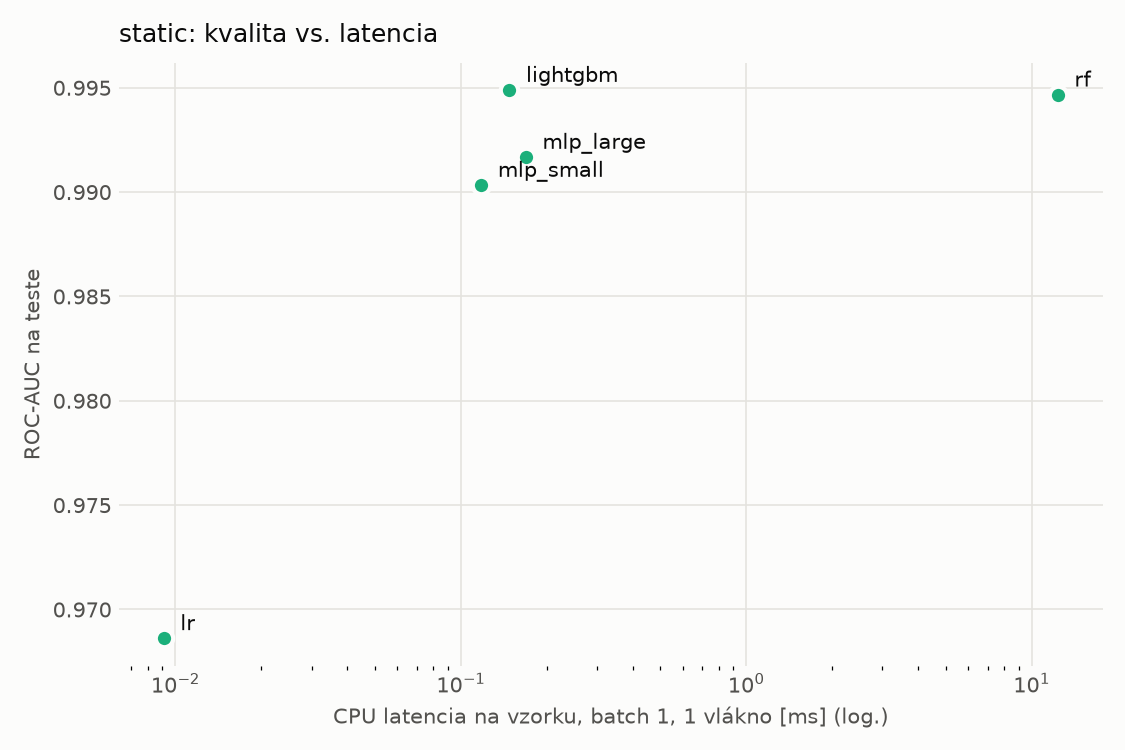 static: kvalita vs. latencia
lightgbm
rf
mlp_large
mlp_small
lr
0.995
0.990
0.985
0.980
0.975
0.970
ROC-AUC na teste
10⁻² 10⁻¹ 10⁰ 10¹
CPU latencia na vzorku, batch 1, 1 vlákno [ms] (log.)